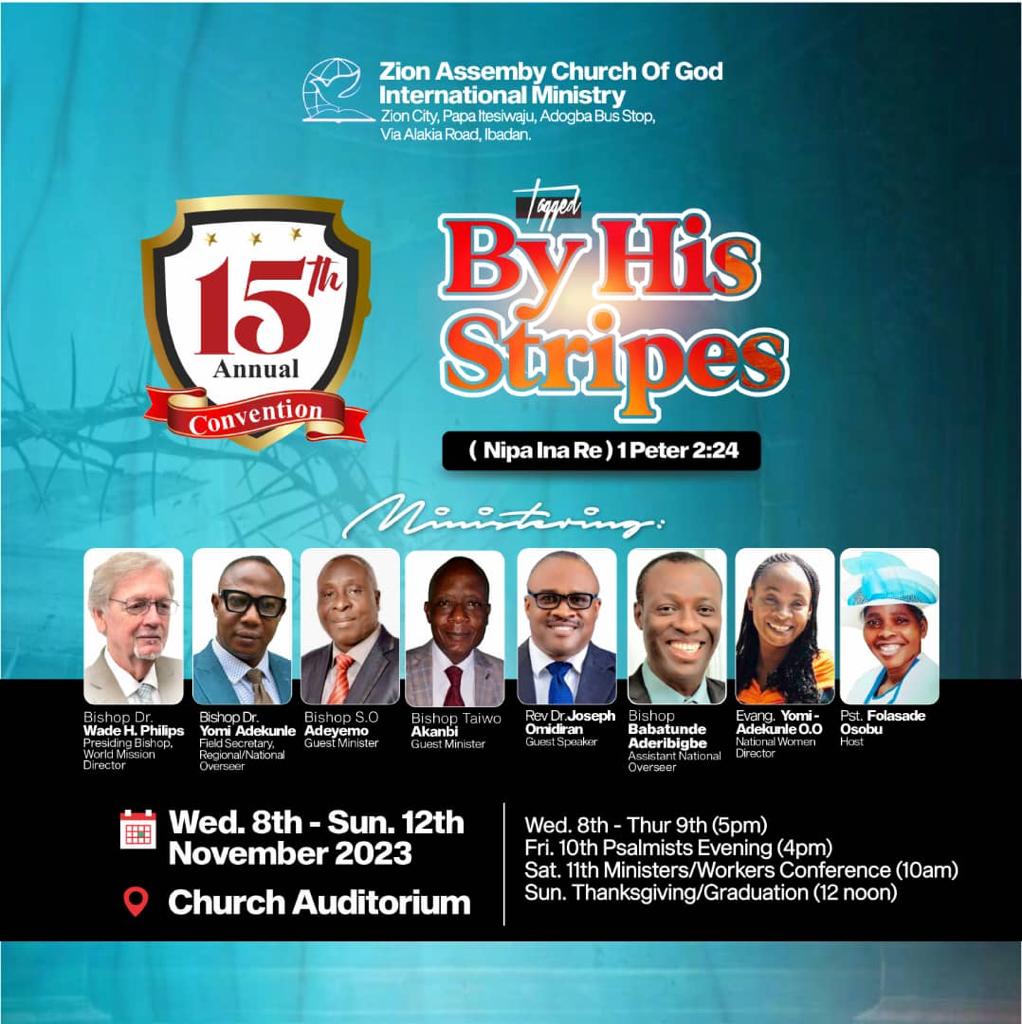 Zion Assemby Church Of God
International Ministry
Zion City, Papa Itesiwaju, Adogba Bus Stop,
Via Alakia Road, Ibadan.
15th
Annual
Convention
Tagged
By His
Stripes
( Nipa Ina Re ) 1 Peter 2:24
Ministering:
Bishop Dr.
Wade H. Philips
Presiding Bishop,
World Mission
Director
Bishop Dr.
Yomi Adekunle
Field Secretary,
Regional/National
Overseer
Bishop S.O
Adeyemo
Guest Minister
Bishop Taiwo
Akanbi
Guest Minister
Rev Dr.Joseph
Omidiran
Guest Speaker
Bishop
Babatunde
Aderibigbe
Assistant National
Overseer
Evang. Yomi-
Adekunle O.O
National Women
Director
Pst. Folasade
Osobu
Host
Wed. 8th - Sun. 12th
November 2023
Church Auditorium
Wed. 8th - Thur 9th (5pm)
Fri. 10th Psalmists Evening (4pm)
Sat. 11th Ministers/Workers Conference (10am)
Sun. Thanksgiving/Graduation (12 noon)